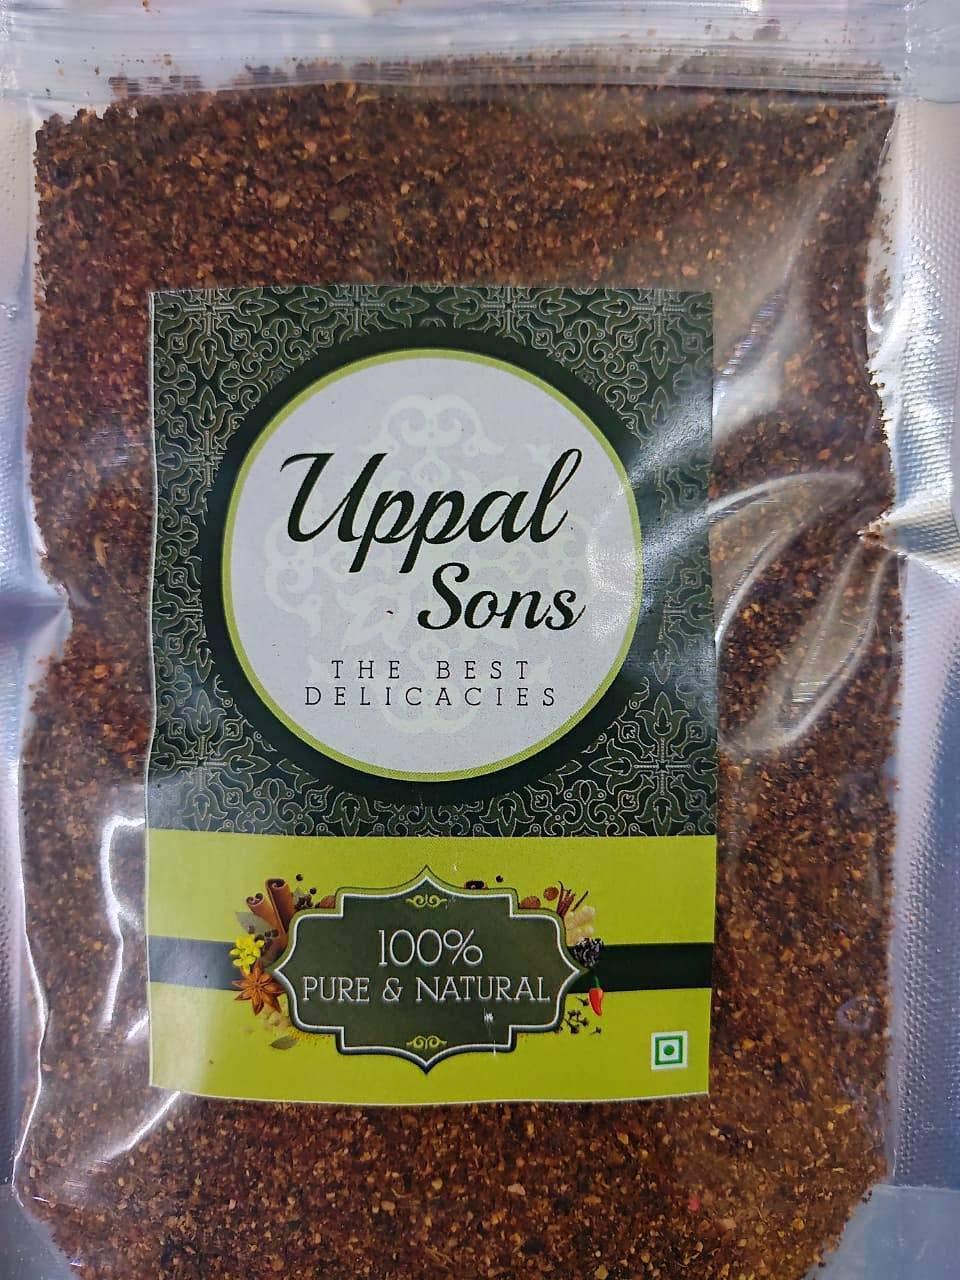 Uppal
Sons
THE BEST
DELICACIES
100%
PURE & NATURAL